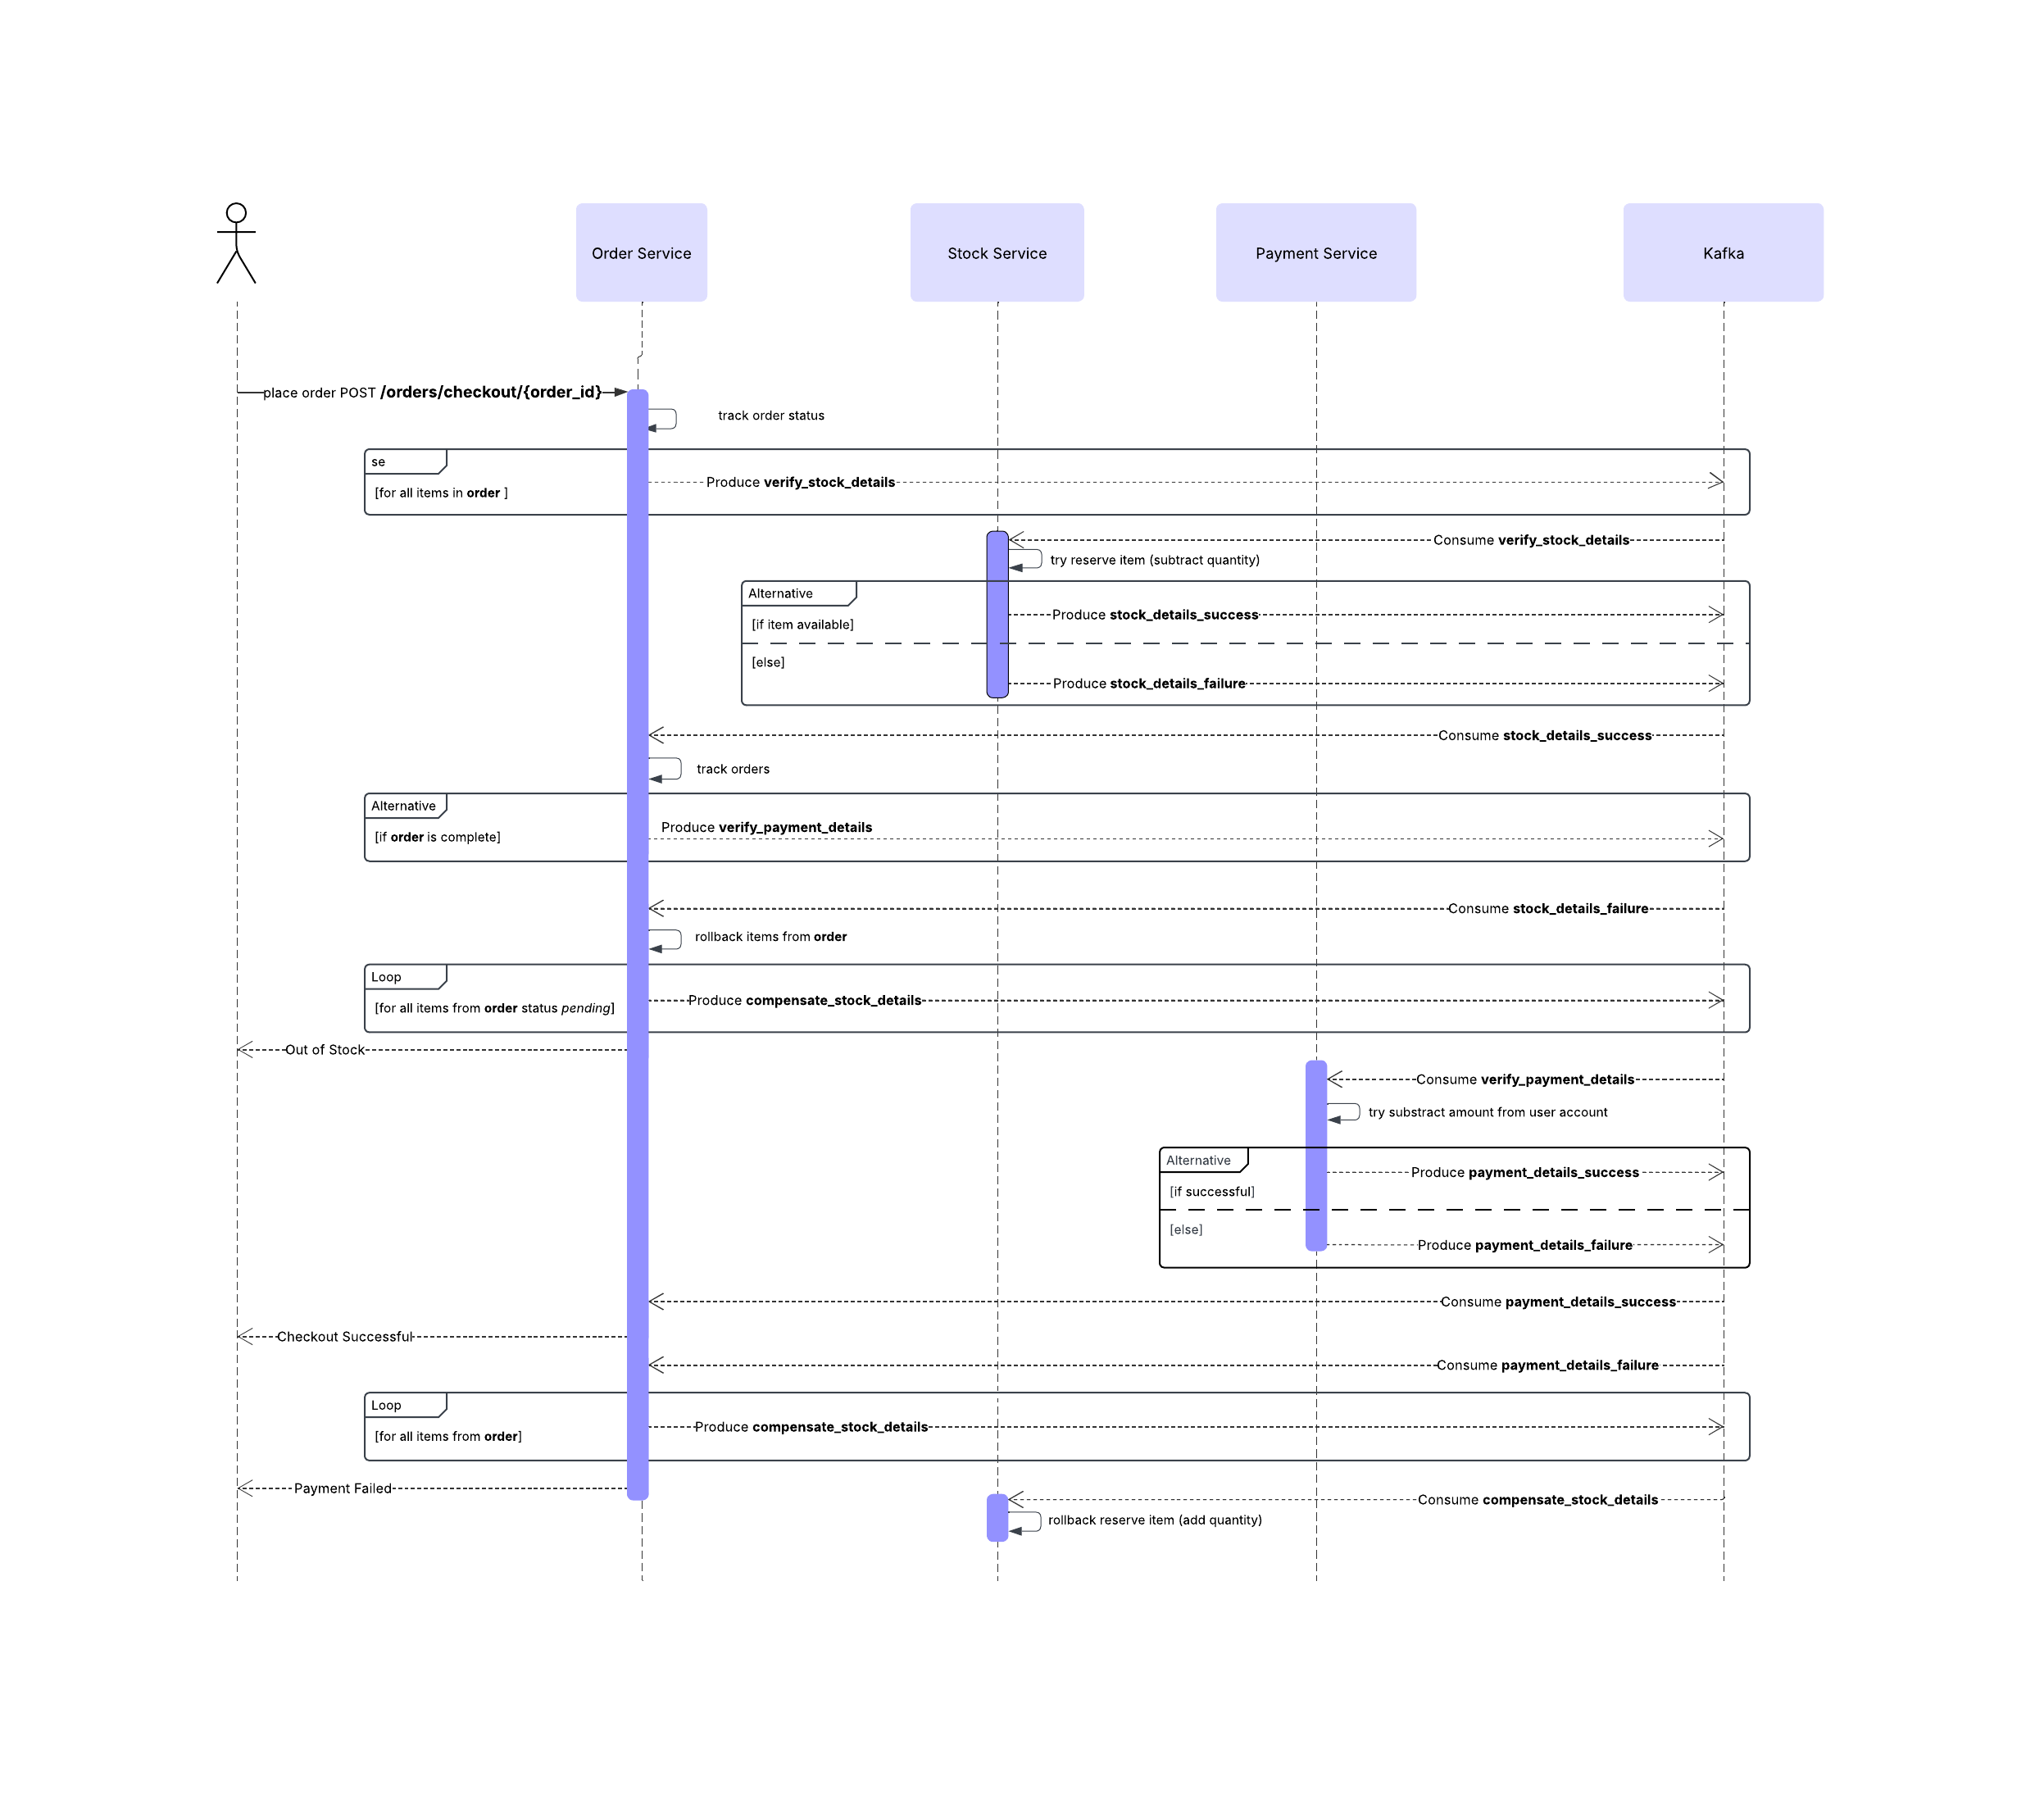 Order Service
Stock Service
Payment Service
Kafka
place order POST /orders/checkout/{order_id}
track order status
se
[for all items in order ]
Produce verify_stock_details
Consume verify_stock_details
try reserve item (subtract quantity)
Alternative
[if item available]
Produce stock_details_success
[else]
Produce stock_details_failure
Consume stock_details_success
track orders
Alternative
[if order is complete]
Produce verify_payment_details
Consume stock_details_failure
rollback items from order
Loop
[for all items from order status pending]
Produce compensate_stock_details
Out of Stock
Consume verify_payment_details
try substract amount from user account
Alternative
[if successful]
Produce payment_details_success
[else]
Produce payment_details_failure
Consume payment_details_success
Checkout Successful
Consume payment_details_failure
Loop
[for all items from order]
Produce compensate_stock_details
Payment Failed
Consume compensate_stock_details
rollback reserve item (add quantity)